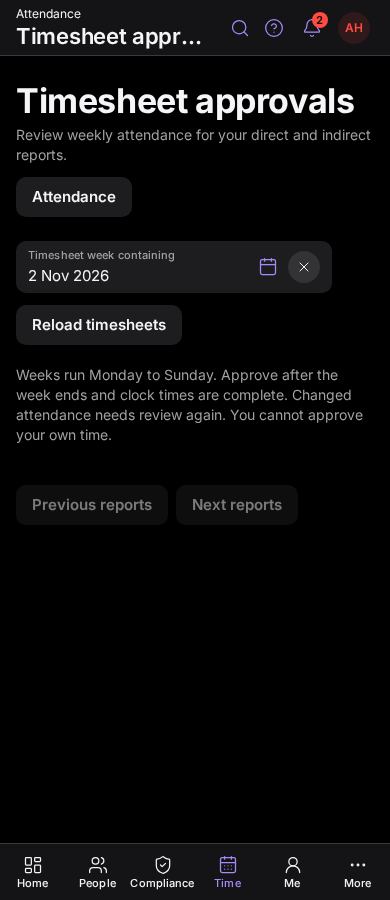 Attendance
Timesheet appr...
2
AH
Timesheet approvals
Review weekly attendance for your direct and indirect
reports.
Attendance
Timesheet week containing
2 Nov 2026
Reload timesheets
Weeks run Monday to Sunday. Approve after the
week ends and clock times are complete. Changed
attendance needs review again. You cannot approve
your own time.
Previous reports
Next reports
Home
People
Compliance
Time
Me
More